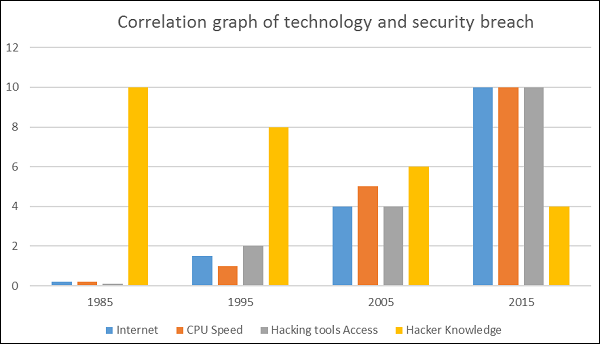 Correlation graph of technology and security breach
12
10
8
6
4
2
0
1985 1995 2005 2015
Internet CPU Speed Hacking tools Access Hacker Knowledge